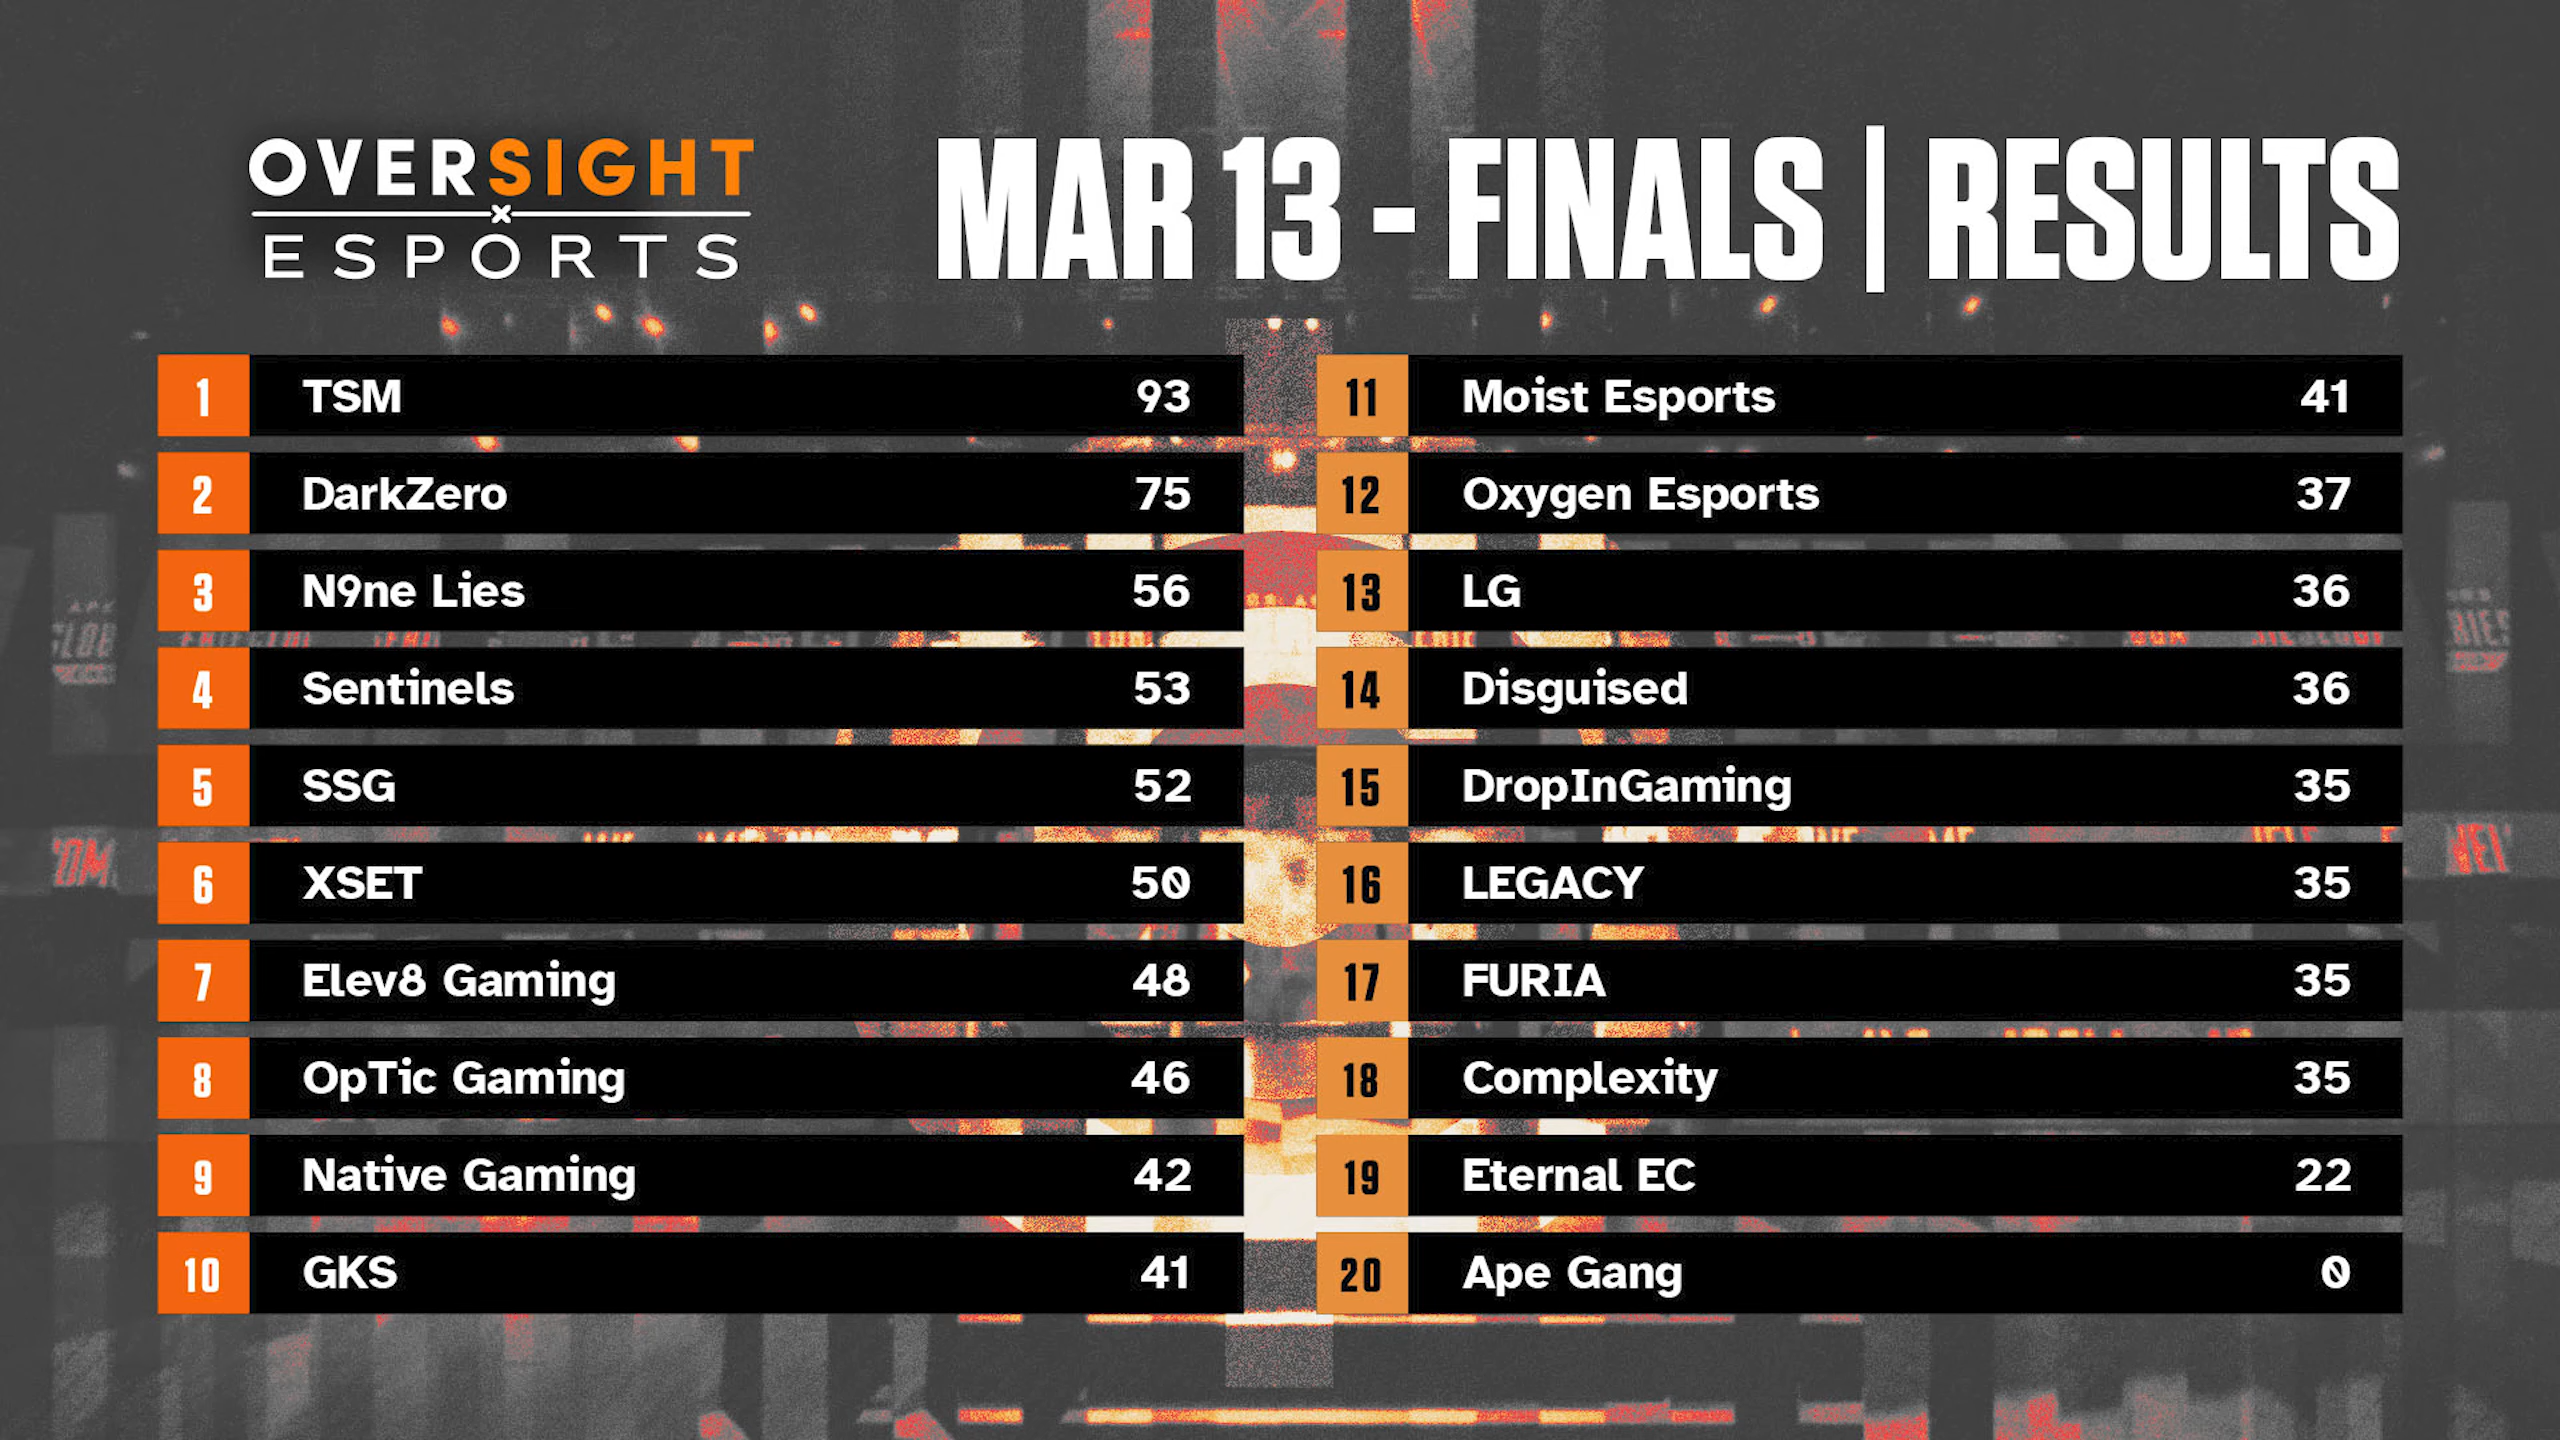 OVERSIGHT
ESPORTS
MAR 13 - FINALS | RESULTS
1 TSM 93
2 DarkZero 75
3 N9ne Lies 56
4 Sentinels 53
5 SSG 52
6 XSET 50
7 Elev8 Gaming 48
8 OpTic Gaming 46
9 Native Gaming 42
10 GKS 41
11 Moist Esports 41
12 Oxygen Esports 37
13 LG 36
14 Disguised 36
15 DropInGaming 35
16 LEGACY 35
17 FURIA 35
18 Complexity 35
19 Eternal EC 22
20 Ape Gang 0